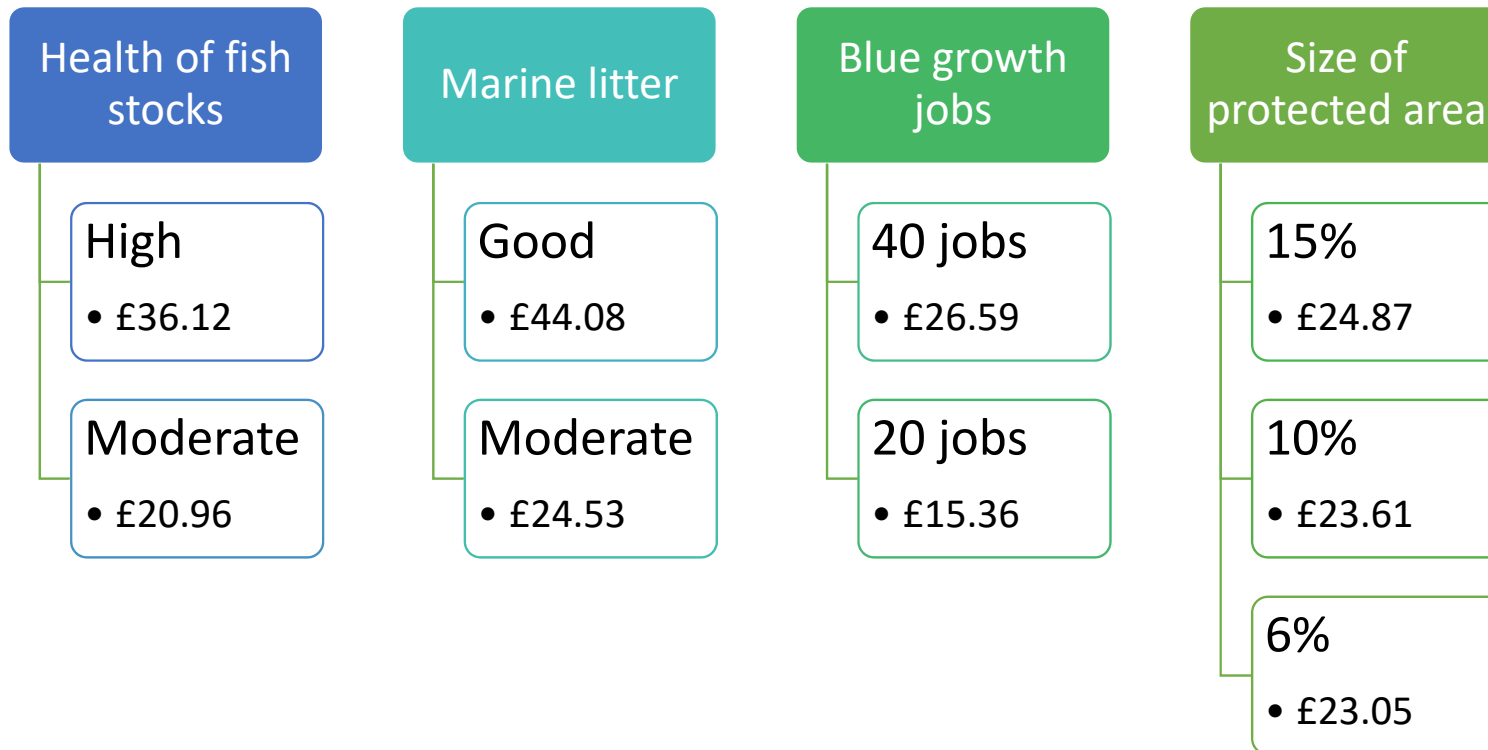 Health of fish
stocks
High
• £36.12
Moderate
• £20.96
Marine litter
Good
• £44.08
Moderate
• £24.53
Blue growth
jobs
40 jobs
• £26.59
20 jobs
• £15.36
Size of
protected area
15%
• £24.87
10%
• £23.61
6%
• £23.05